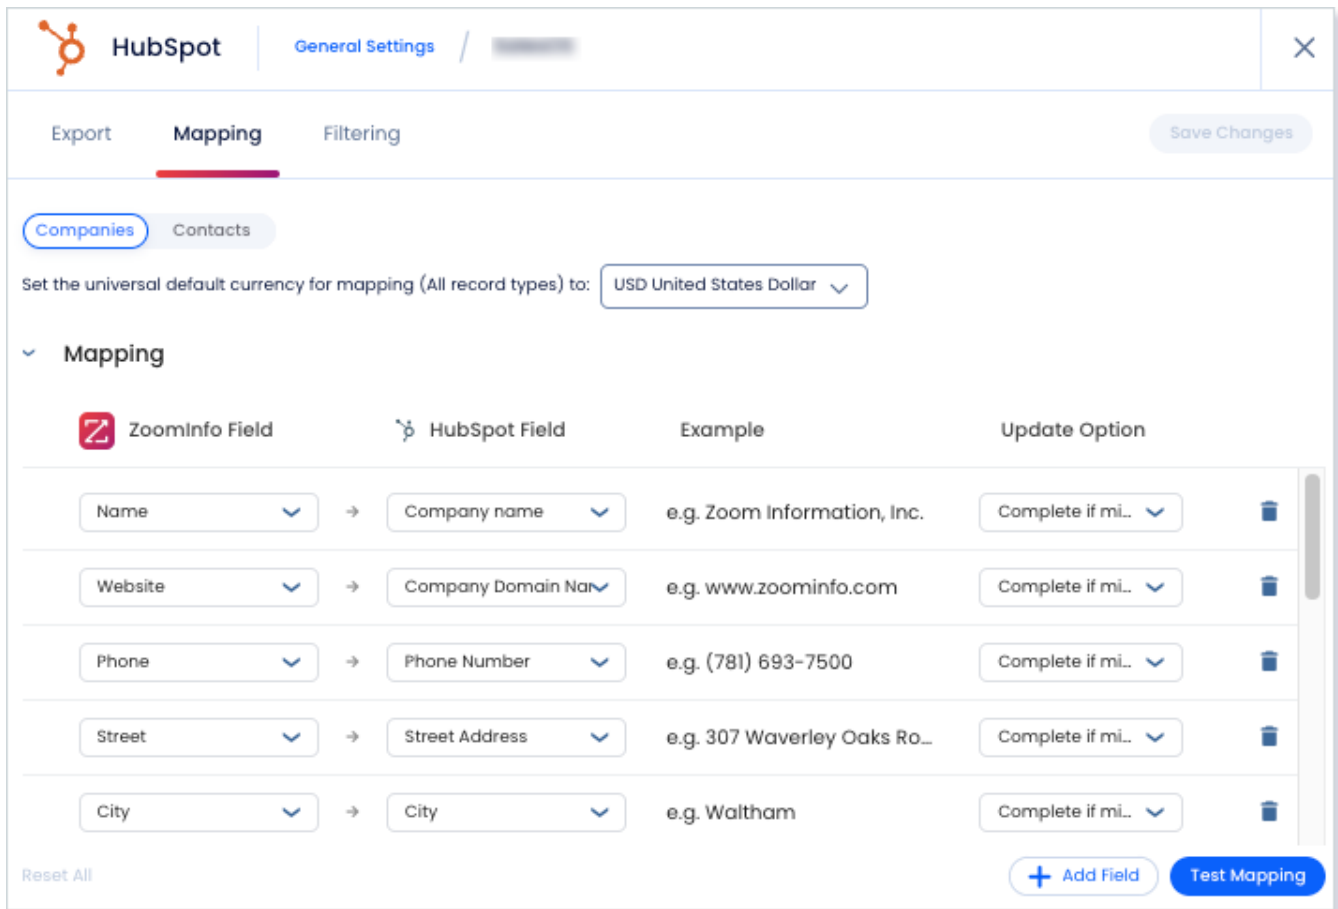 HubSpot General Settings /
Export Mapping Filtering Save Changes
Companies Contacts
Set the universal default currency for mapping (All record types) to: USD United States Dollar
Mapping
ZoomInfo Field HubSpot Field Example Update Option
Name → Company name e.g. Zoom Information, Inc. Complete if mi...
Website → Company Domain Nar e.g. www.zoominfo.com Complete if mi...
Phone → Phone Number e.g. (781) 693-7500 Complete if mi...
Street → Street Address e.g. 307 Waverley Oaks Ro... Complete if mi...
City → City e.g. Waltham Complete if mi...
Reset All + Add Field Test Mapping